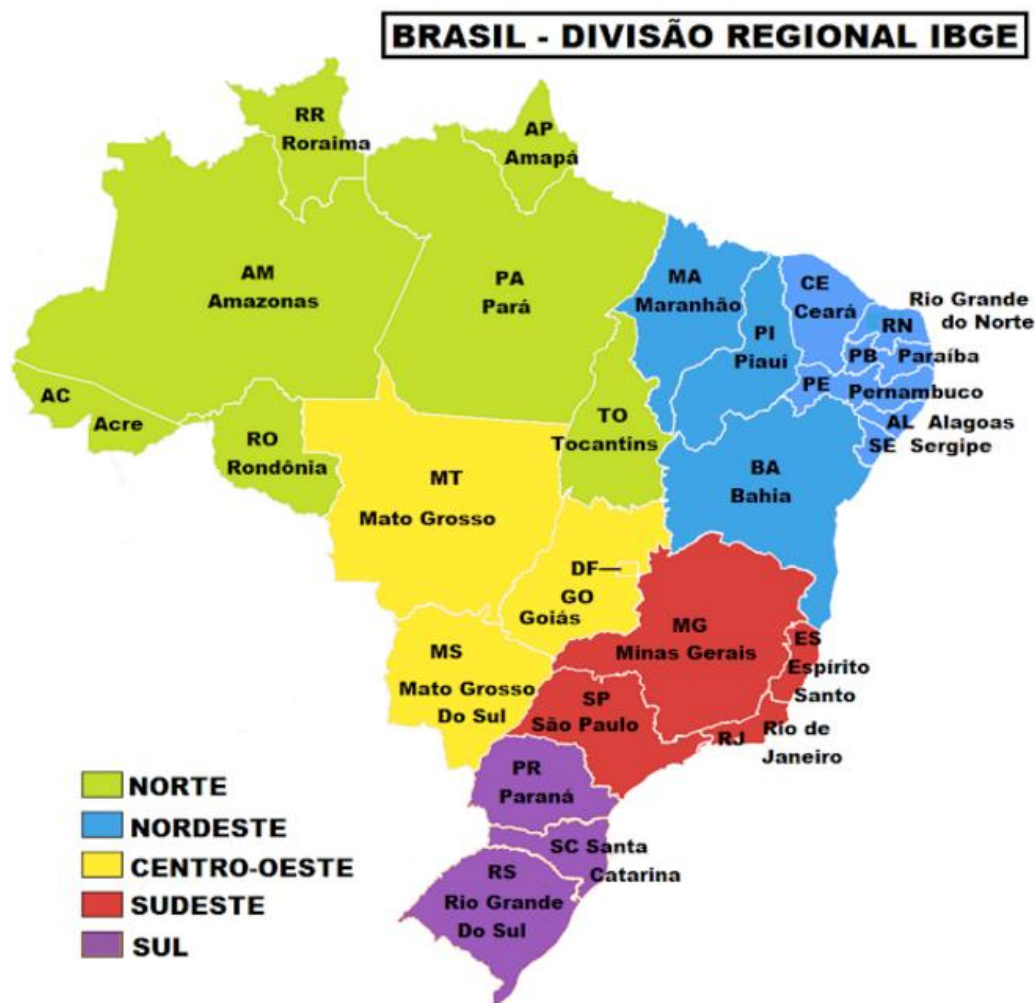 BRASIL - DIVISÃO REGIONAL IBGE
RR
Roraima
AP
Amapá
AM
Amazonas
PA
Pará
MA
Maranhão
CE
Ceará
Rio Grande
do Norte
RN
PI
Piaui
PB Paraíba
PE Pernambuco
AC
Acre
RO
Rondônia
TO
Tocantins
AL Alagoas
SE Sergipe
MT
Mato Grosso
BA
Bahia
DF
GO
Goiás
MS
Mato Grosso
Do Sul
MG
Minas Gerais
ES
Espírito
Santo
SP
São Paulo
RJ
Rio de
Janeiro
PR
Paraná
SC Santa
Catarina
RS
Rio Grande
Do Sul
NORTE
NORDESTE
CENTRO-OESTE
SUDESTE
SUL